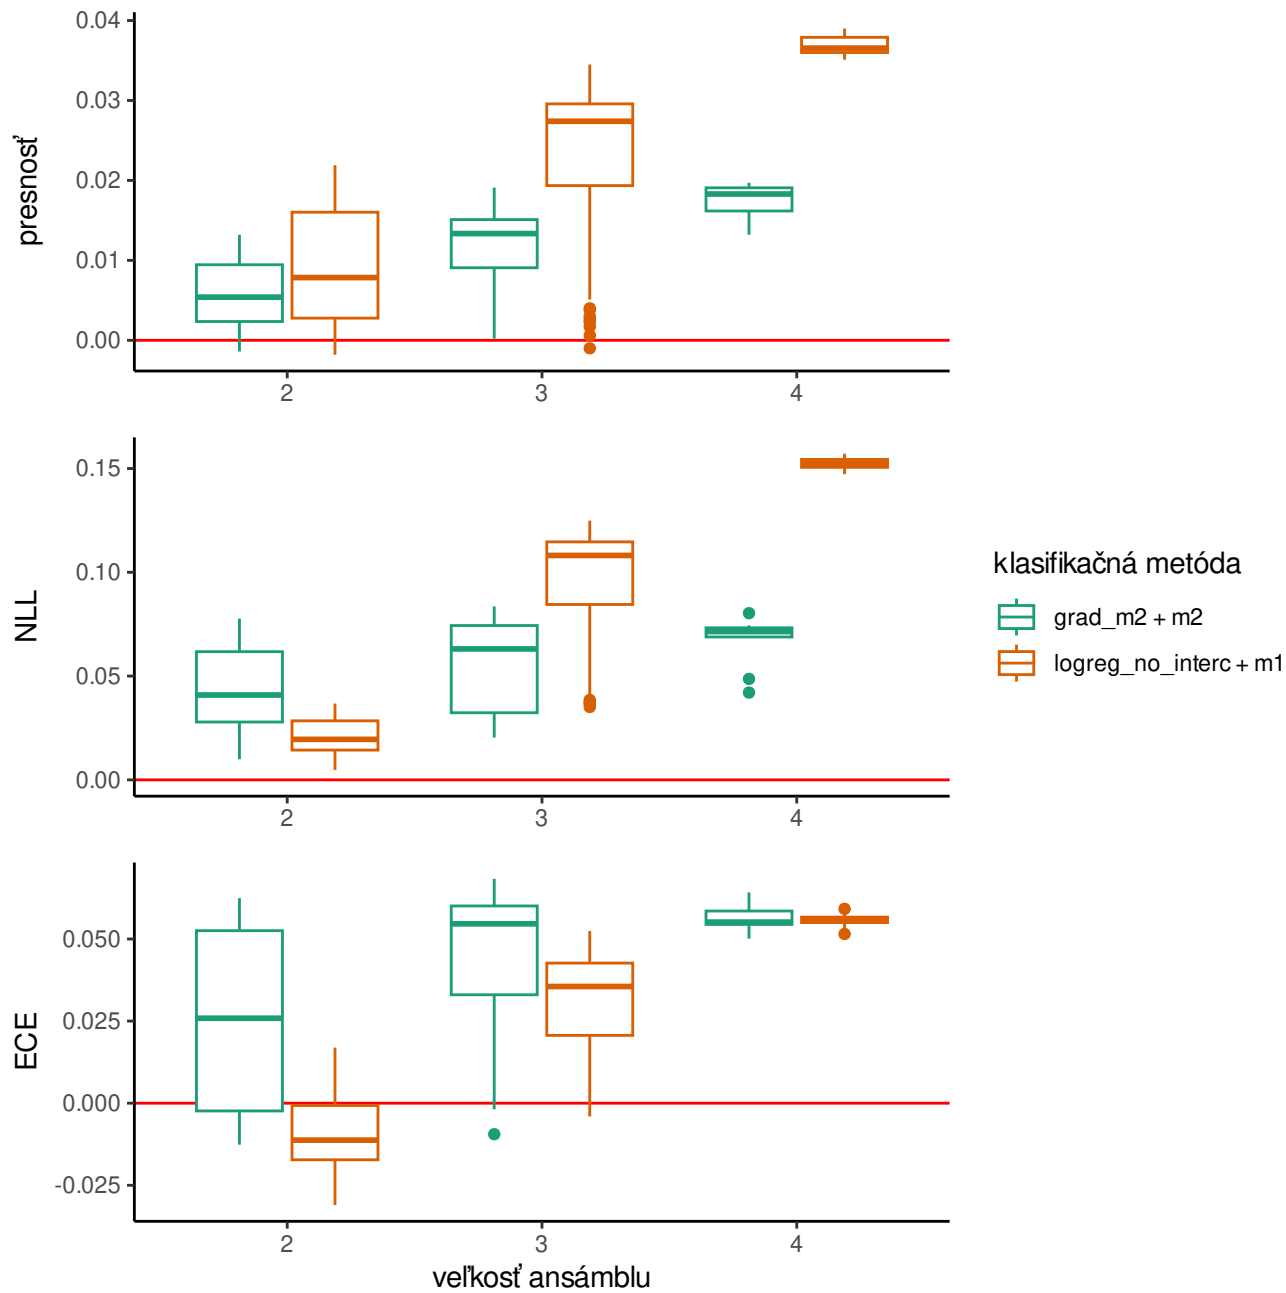 0.04
0.03
0.02
0.01
0.00
presnosť
2 3 4
0.15
0.10
0.05
0.00
NLL
2 3 4
klasifikačná metóda
grad_m2 + m2
logreg_no_interc + m1
0.050
0.025
0.000
-0.025
ECE
2 3 4
veľkosť ansámblu